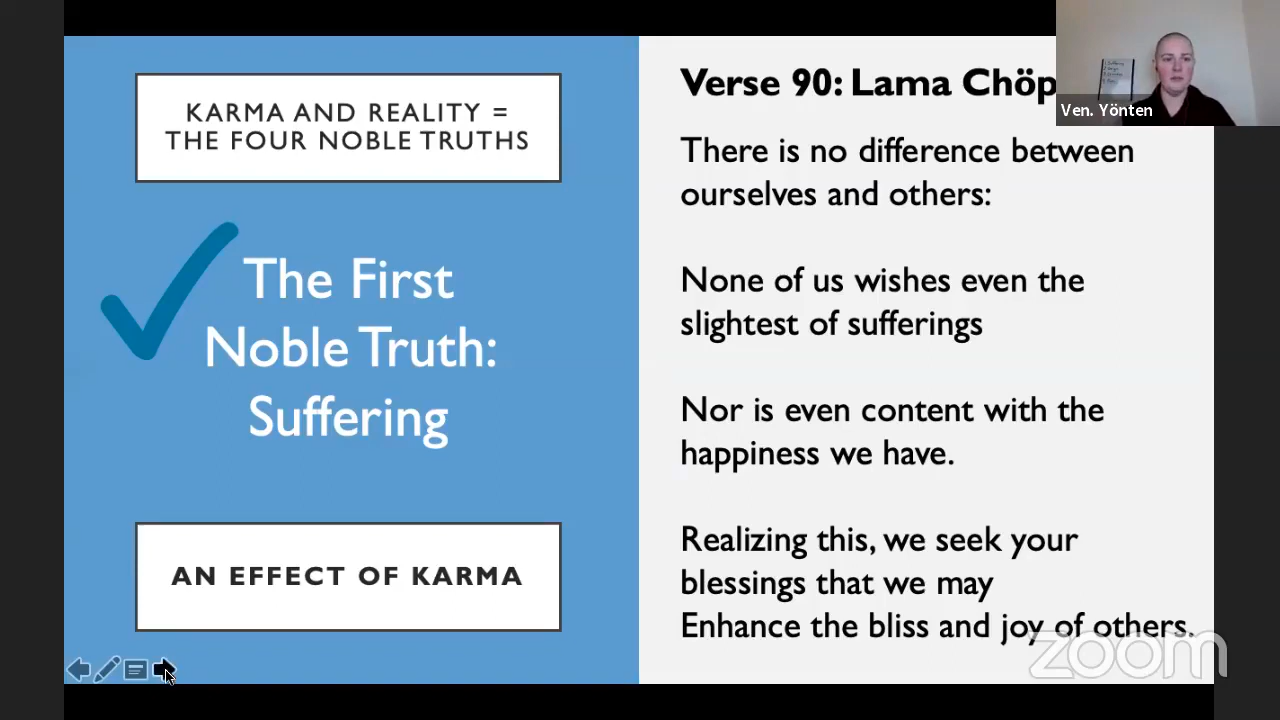 KARMA AND REALITY =
THE FOUR NOBLE TRUTHS
The First
Noble Truth:
Suffering
AN EFFECT OF KARMA
Verse 90: Lama Chöp
There is no difference between
ourselves and others:
None of us wishes even the
slightest of sufferings
Nor is even content with the
happiness we have.
Realizing this, we seek your
blessings that we may
Enhance the bliss and joy of others.
Ven. Yönten
zoom